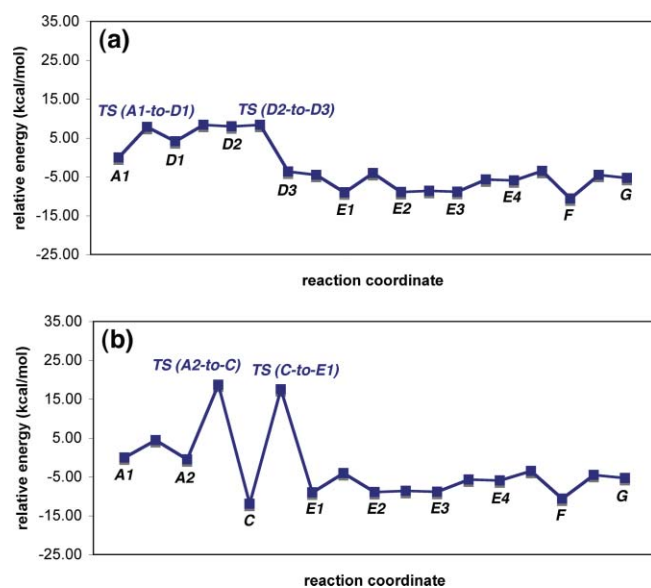 (a)
35.00
25.00
15.00
5.00
-5.00
-15.00
-25.00
relative energy (kcal/mol)
TS (A1-to-D1)
TS (D2-to-D3)
A1
D1
D2
D3
E1
E2
E3
E4
F
G
reaction coordinate
(b)
35.00
25.00
15.00
5.00
-5.00
-15.00
-25.00
relative energy (kcal/mol)
TS (A2-to-C)
TS (C-to-E1)
A1
A2
C
E1
E2
E3
E4
F
G
reaction coordinate